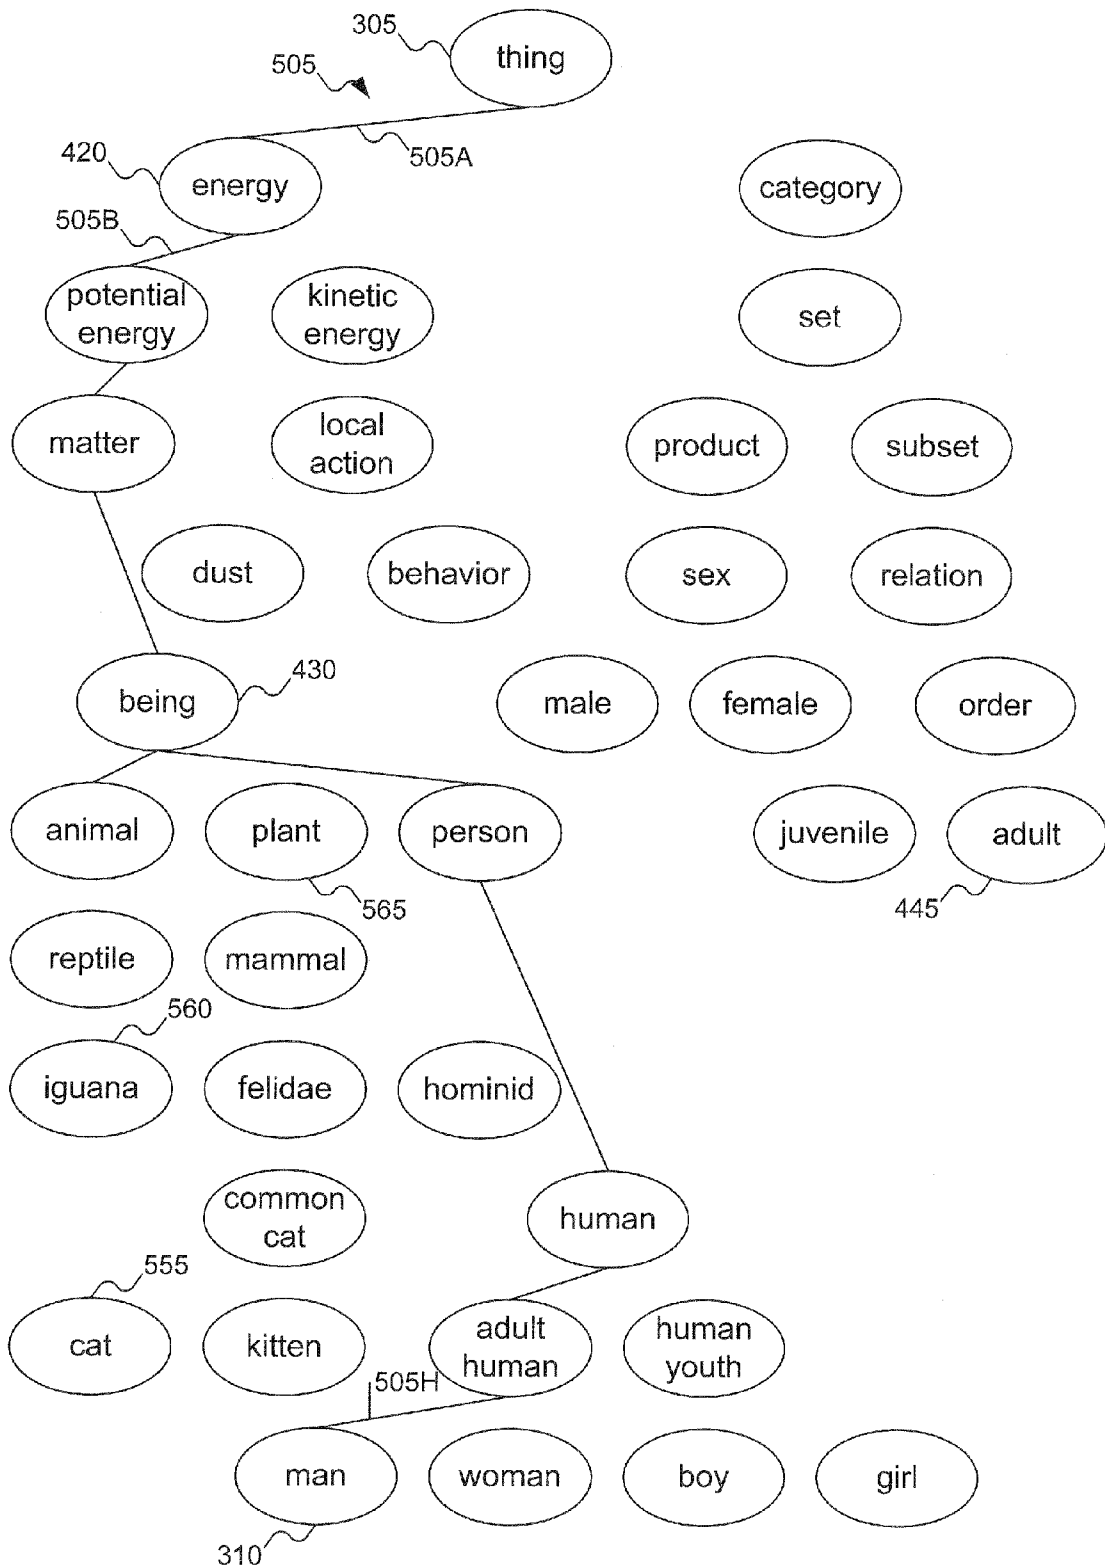 305
thing
505
505A
420
energy
category
505B
potential
energy
kinetic
energy
set
matter
local
action
product
subset
dust
behavior
sex
relation
being
430
male
female
order
animal
plant
person
juvenile
adult
565
445
reptile
mammal
560
iguana
felidae
hominid
common
cat
human
555
cat
kitten
adult
human
human
youth
505H
man
woman
boy
girl
310